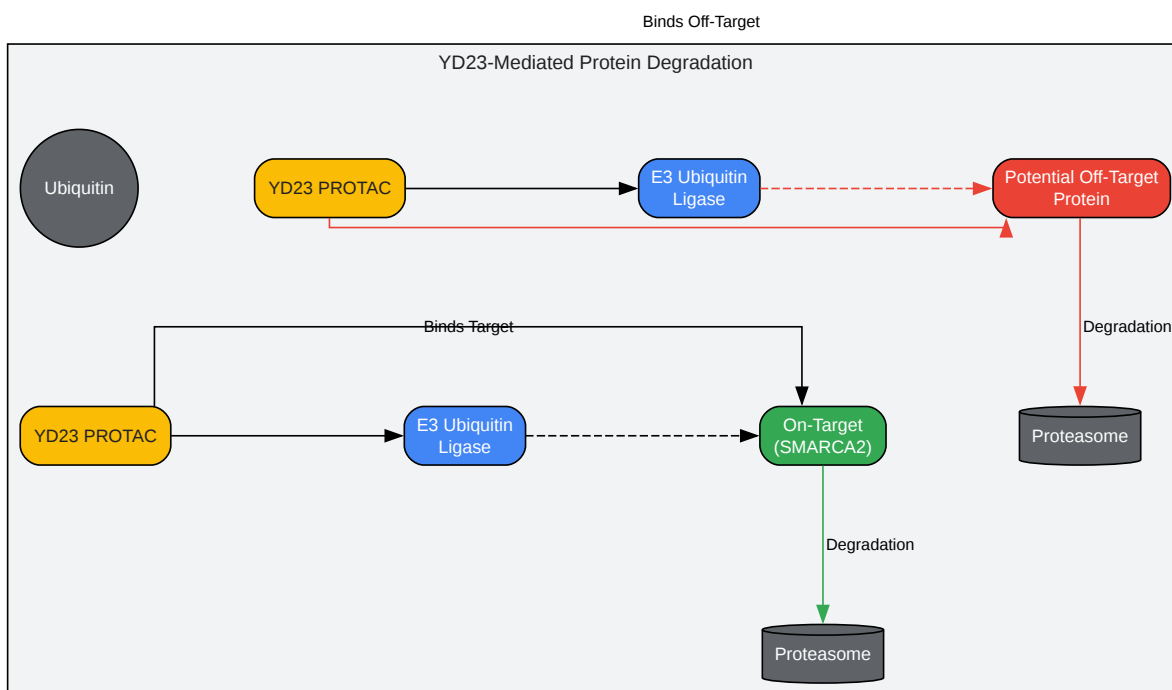 Binds Off-Target
YD23-Mediated Protein Degradation
Ubiquitin
YD23 PROTAC
E3 Ubiquitin
Ligase
Potential Off-Target
Protein
Binds Target
Degradation
YD23 PROTAC
E3 Ubiquitin
Ligase
On-Target
(SMARCA2)
Proteasome
Degradation
Proteasome